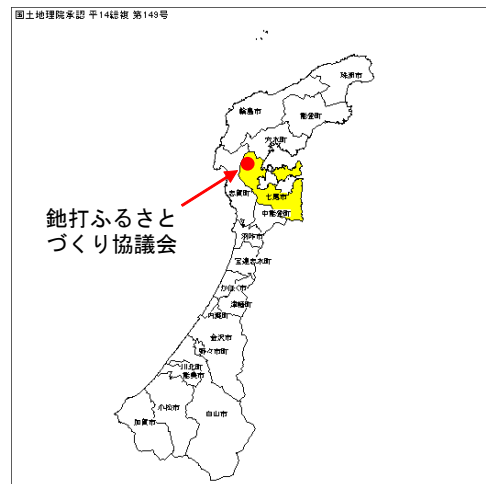 国土地理院承認 平14総複 第149号
珠洲市
輪島市
能登町
穴水町
志賀町
七尾市
中能登町
鉇打ふるさと
づくり協議会
羽咋市
宝達志水町
かほく市
津幡町
内灘町
金沢市
野々市町
川北町
能美市
小松市
白山市
加賀市